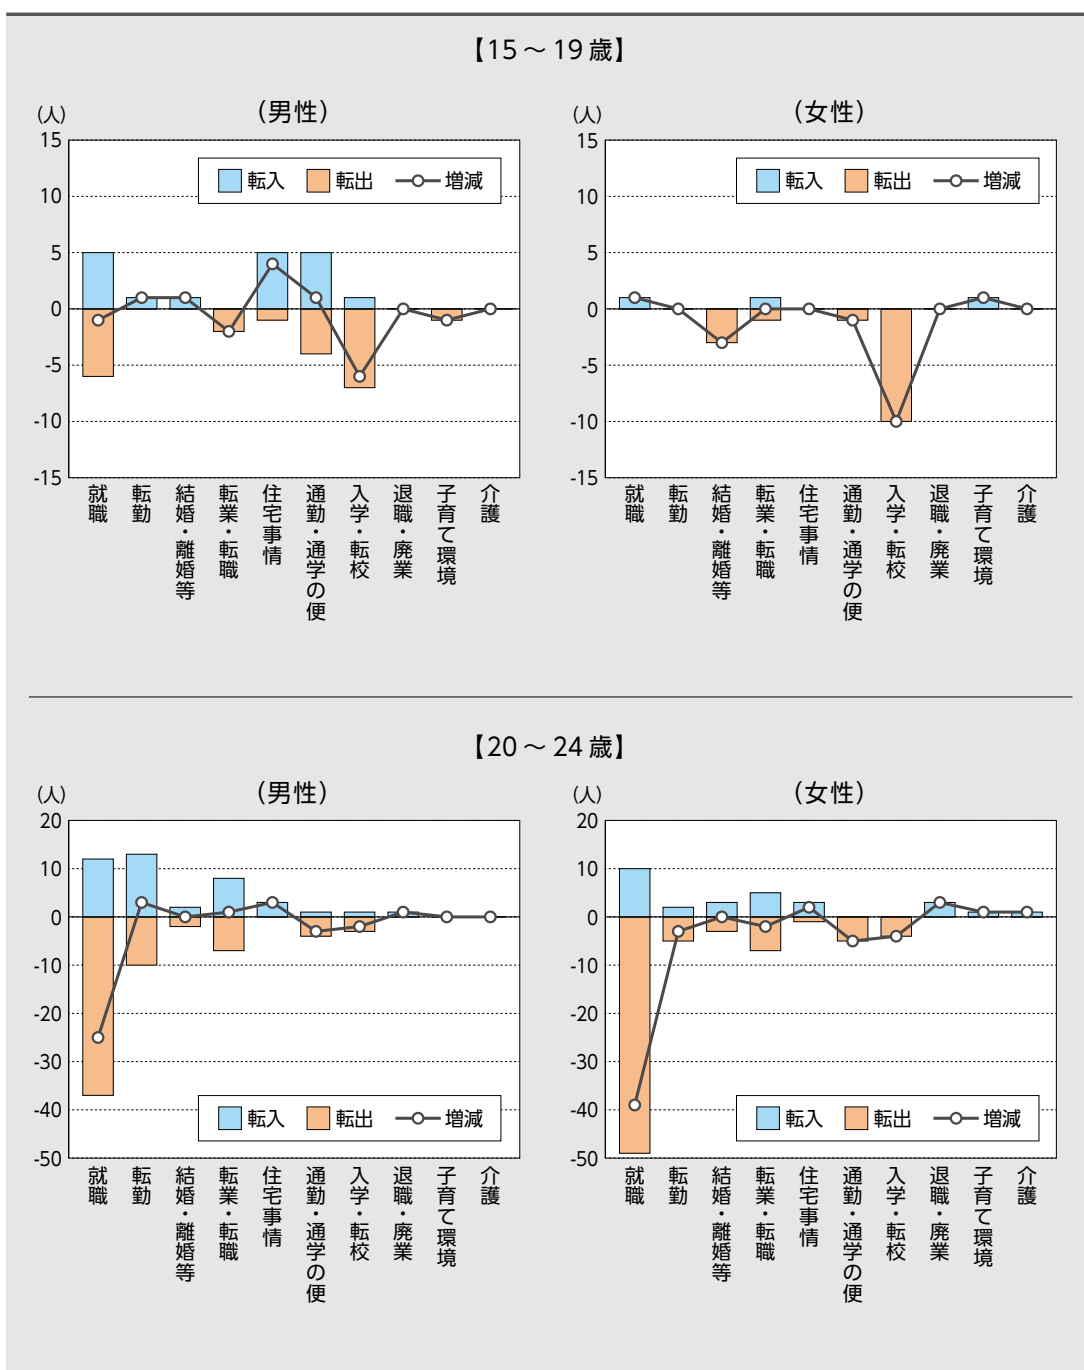 【15～19歳】
（男性）
(人)
15
10
5
0
-5
-10
-15
転入 転出 増減
就職
転勤
結婚・離婚等
転業・転職
住宅事情
通勤・通学の便
入学・転校
退職・廃業
子育て環境
介護
（女性）
(人)
15
10
5
0
-5
-10
-15
転入 転出 増減
就職
転勤
結婚・離婚等
転業・転職
住宅事情
通勤・通学の便
入学・転校
退職・廃業
子育て環境
介護
【20～24歳】
（男性）
(人)
20
10
0
-10
-20
-30
-40
-50
転入 転出 増減
就職
転勤
結婚・離婚等
転業・転職
住宅事情
通勤・通学の便
入学・転校
退職・廃業
子育て環境
介護
（女性）
(人)
20
10
0
-10
-20
-30
-40
-50
転入 転出 増減
就職
転勤
結婚・離婚等
転業・転職
住宅事情
通勤・通学の便
入学・転校
退職・廃業
子育て環境
介護